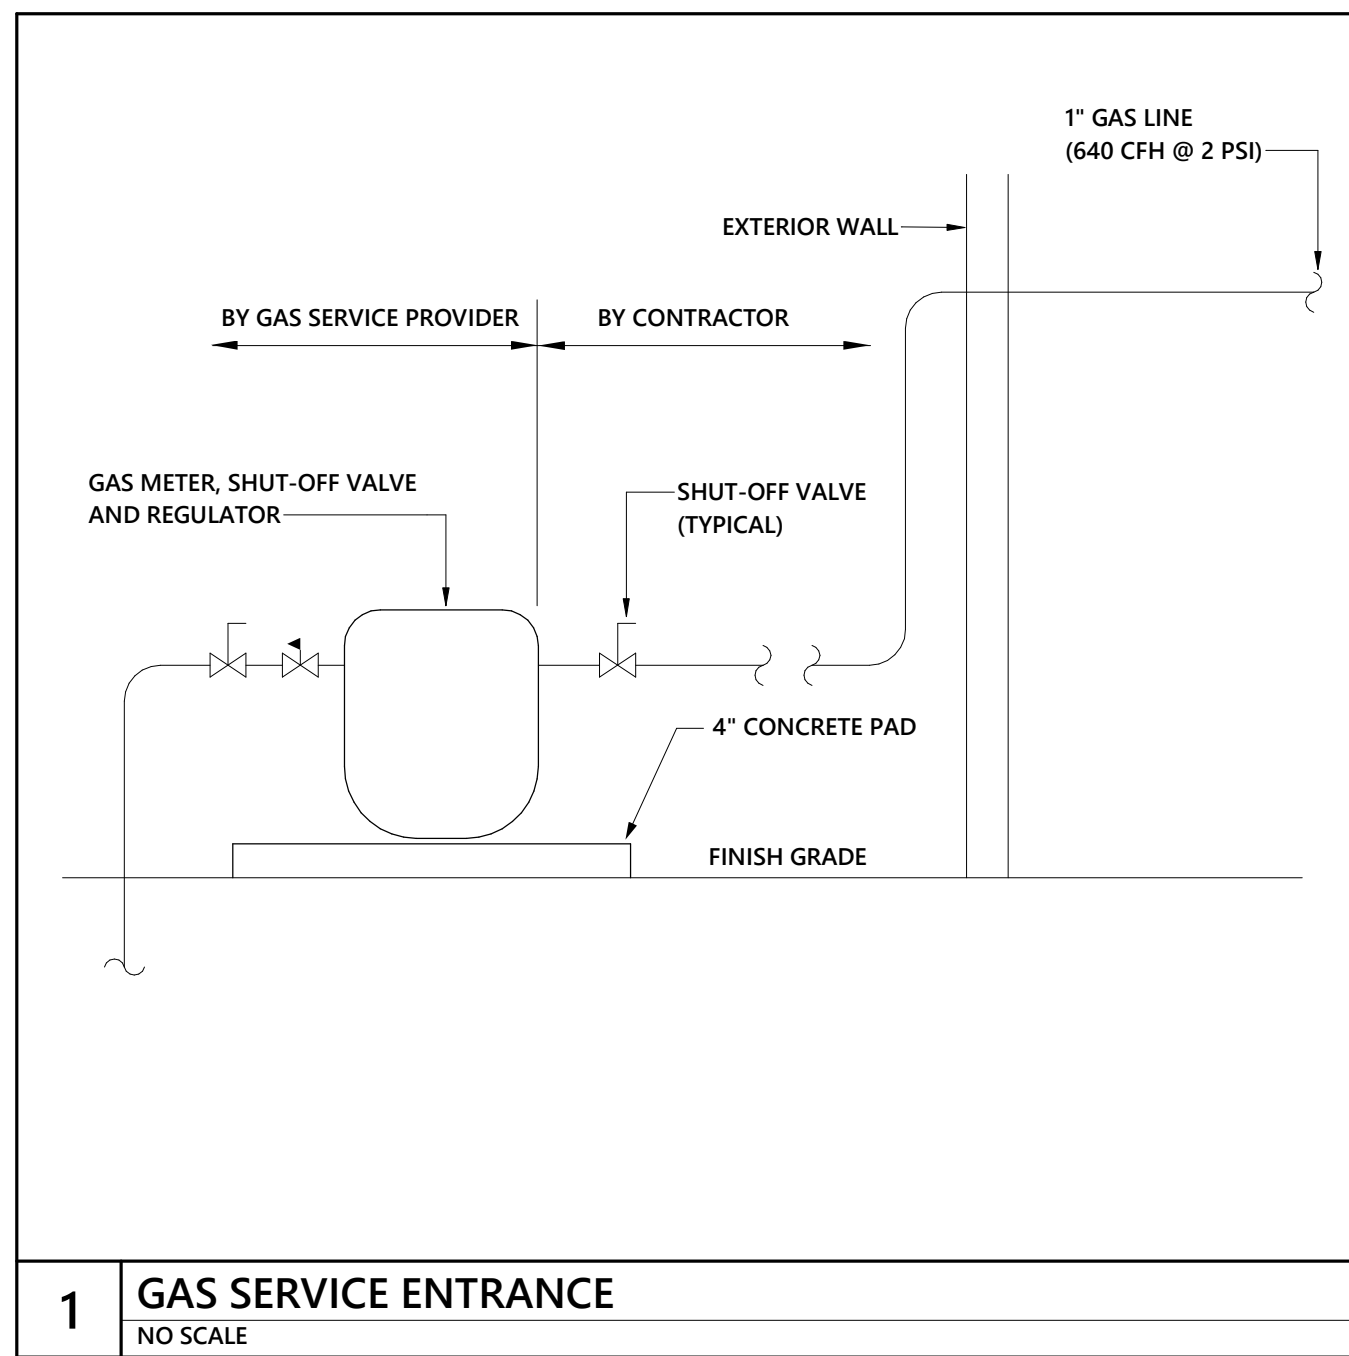 1" GAS LINE
(640 CFH @ 2 PSI)
EXTERIOR WALL
BY GAS SERVICE PROVIDER
BY CONTRACTOR
GAS METER, SHUT-OFF VALVE
AND REGULATOR
SHUT-OFF VALVE
(TYPICAL)
4" CONCRETE PAD
FINISH GRADE
1
GAS SERVICE ENTRANCE
NO SCALE